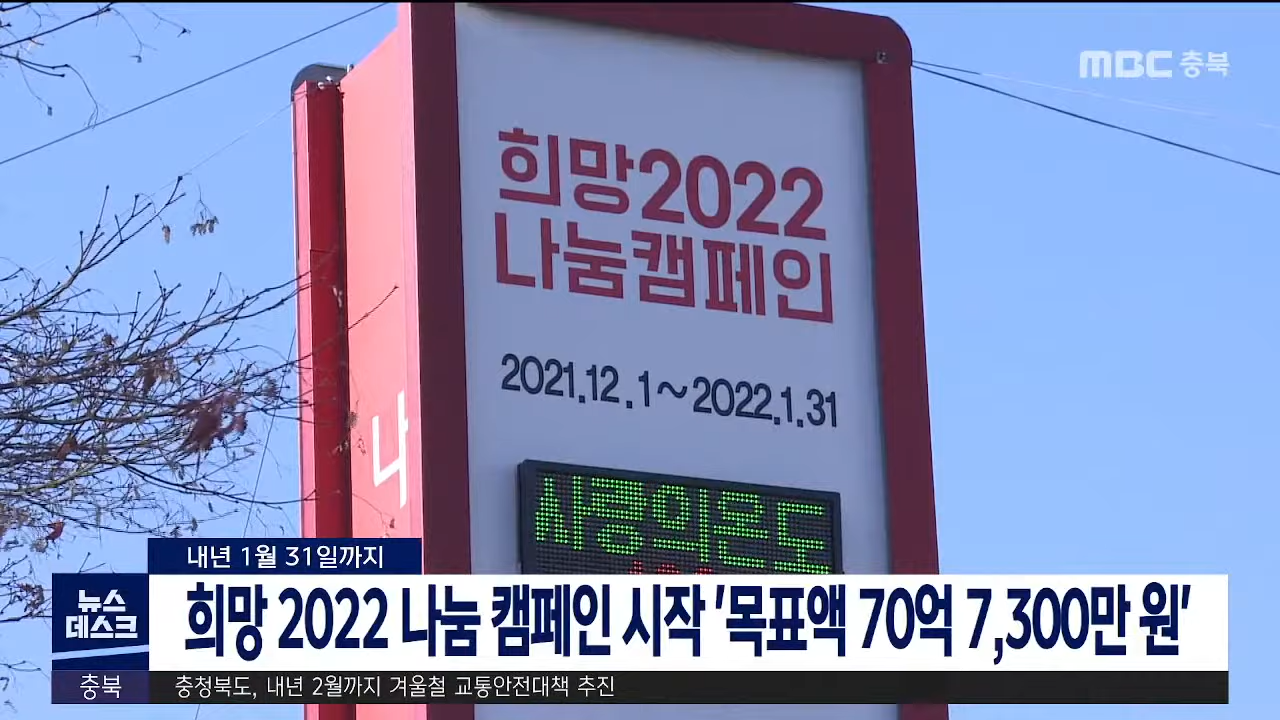 MBC 충북
희망2022
나눔캠페인
2021.12.1~2022.1.31
나
사랑의온도
내년 1월 31일까지
뉴스
데스크
희망 2022 나눔 캠페인 시작 '목표액 70억 7,300만 원'
충북
충청북도, 내년 2월까지 겨울철 교통안전대책 추진